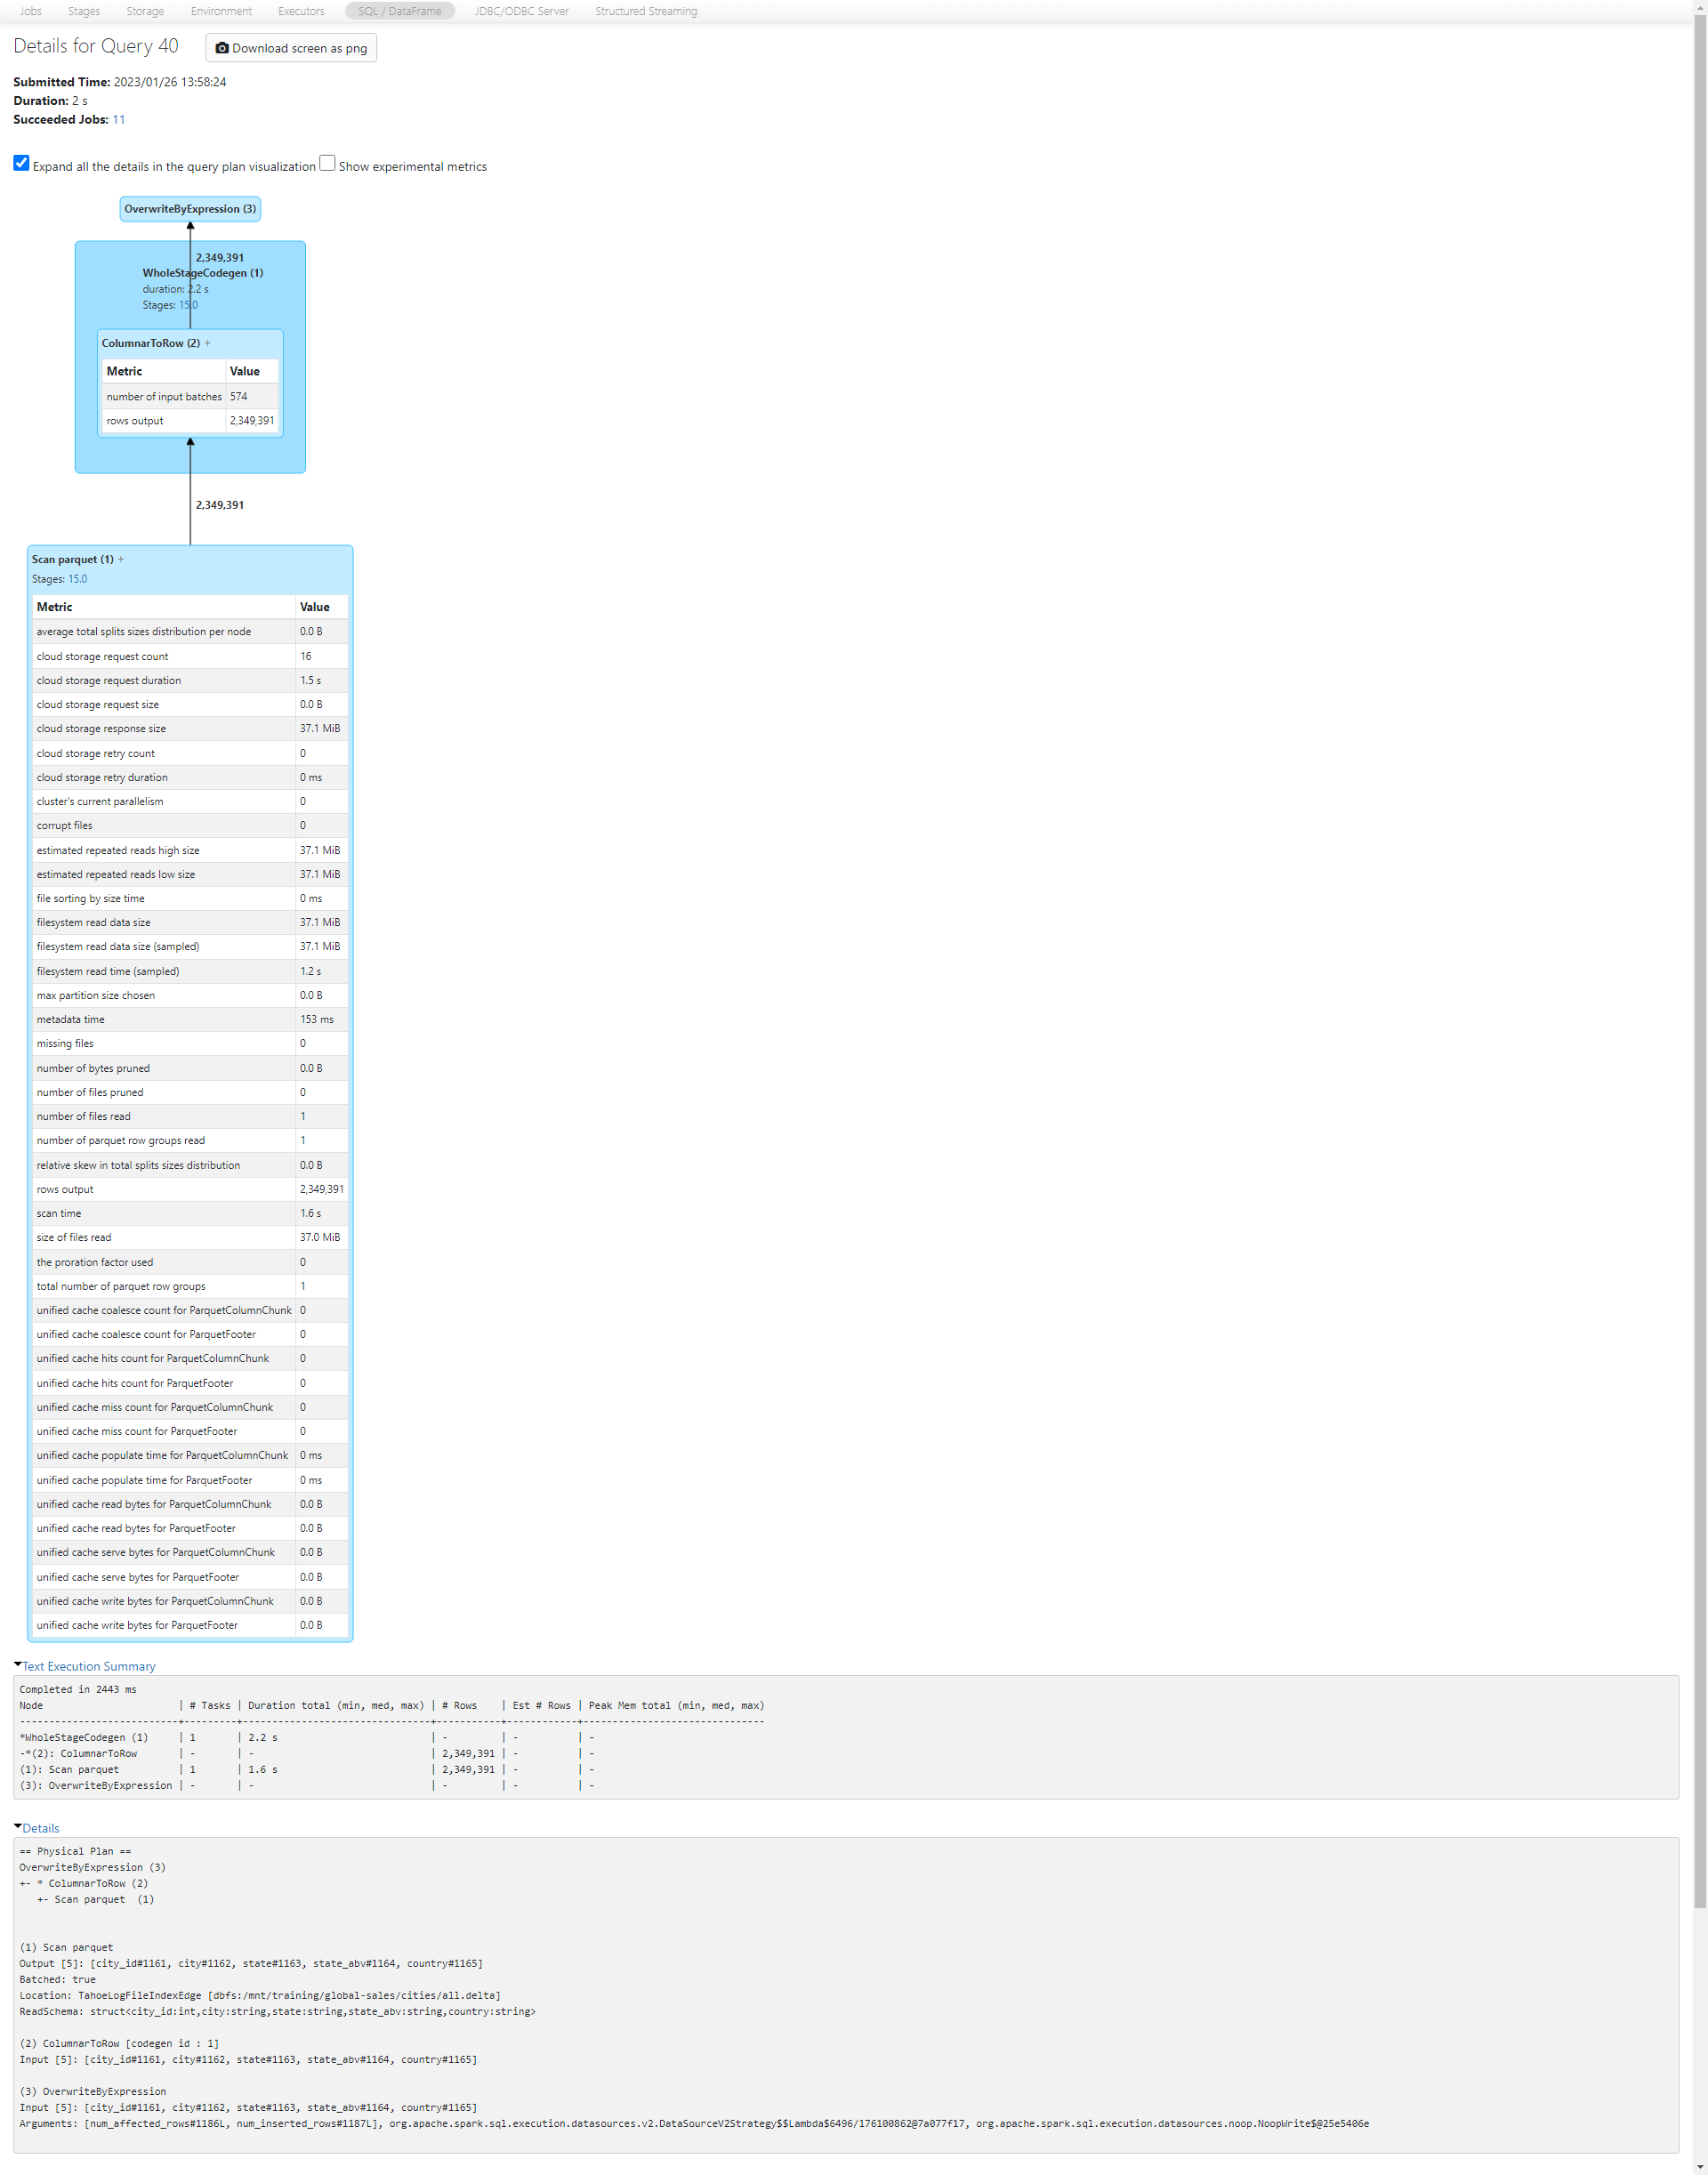 Jobs Stages Storage Environment Executors SQL / DataFrame JDBC/ODBC Server Structured Streaming
Details for Query 40 Download screen as png
Submitted Time: 2023/01/26 13:58:24
Duration: 2 s
Succeeded Jobs: 11
Expand all the details in the query plan visualization Show experimental metrics
OverwriteByExpression (3)
2,349,391
WholeStageCodegen (1)
duration: 2.2 s
Stages: 15.0
ColumnarToRow (2) +
Metric Value
number of input batches 574
rows output 2,349,391
2,349,391
Scan parquet (1) +
Stages: 15.0
Metric Value
average total splits sizes distribution per node 0.0 B
cloud storage request count 16
cloud storage request duration 1.5 s
cloud storage request size 0.0 B
cloud storage response size 37.1 MiB
cloud storage retry count 0
cloud storage retry duration 0 ms
cluster's current parallelism 0
corrupt files 0
estimated repeated reads high size 37.1 MiB
estimated repeated reads low size 37.1 MiB
file sorting by size time 0 ms
filesystem read data size 37.1 MiB
filesystem read data size (sampled) 37.1 MiB
filesystem read time (sampled) 1.2 s
max partition size chosen 0.0 B
metadata time 153 ms
missing files 0
number of bytes pruned 0.0 B
number of files pruned 0
number of files read 1
number of parquet row groups read 1
relative skew in total splits sizes distribution 0.0 B
rows output 2,349,391
scan time 1.6 s
size of files read 37.0 MiB
the proration factor used 0
total number of parquet row groups 1
unified cache coalesce count for ParquetColumnChunk 0
unified cache coalesce count for ParquetFooter 0
unified cache hits count for ParquetColumnChunk 0
unified cache hits count for ParquetFooter 0
unified cache miss count for ParquetColumnChunk 0
unified cache miss count for ParquetFooter 0
unified cache populate time for ParquetColumnChunk 0 ms
unified cache populate time for ParquetFooter 0 ms
unified cache read bytes for ParquetColumnChunk 0.0 B
unified cache read bytes for ParquetFooter 0.0 B
unified cache serve bytes for ParquetColumnChunk 0.0 B
unified cache serve bytes for ParquetFooter 0.0 B
unified cache write bytes for ParquetColumnChunk 0.0 B
unified cache write bytes for ParquetFooter 0.0 B
Text Execution Summary
Completed in 2443 ms
Node | # Tasks | Duration total (min, med, max) | # Rows | Est # Rows | Peak Mem total (min, med, max)
----------------------------+---------+--------------------------------+-----------+------------+-------------------------------
*WholeStageCodegen (1) | 1 | 2.2 s | - | - | -
-*(2): ColumnarToRow | - | - | 2,349,391 | - | -
(1): Scan parquet | 1 | 1.6 s | 2,349,391 | - | -
(3): OverwriteByExpression | - | - | - | - | -
Details
== Physical Plan ==
OverwriteByExpression (3)
+- * ColumnarToRow (2)
   +- Scan parquet  (1)
(1) Scan parquet
Output [5]: [city_id#1161, city#1162, state#1163, state_abv#1164, country#1165]
Batched: true
Location: TahoeLogFileIndexEdge [dbfs:/mnt/training/global-sales/cities/all.delta]
ReadSchema: struct<city_id:int,city:string,state:string,state_abv:string,country:string>
(2) ColumnarToRow [codegen id : 1]
Input [5]: [city_id#1161, city#1162, state#1163, state_abv#1164, country#1165]
(3) OverwriteByExpression
Input [5]: [city_id#1161, city#1162, state#1163, state_abv#1164, country#1165]
Arguments: [num_affected_rows#1186L, num_inserted_rows#1187L], org.apache.spark.sql.execution.datasources.v2.DataSourceV2Strategy$$Lambda$6496/176100862@7a077f17, org.apache.spark.sql.execution.datasources.noop.NoopWrite$@25e5406e